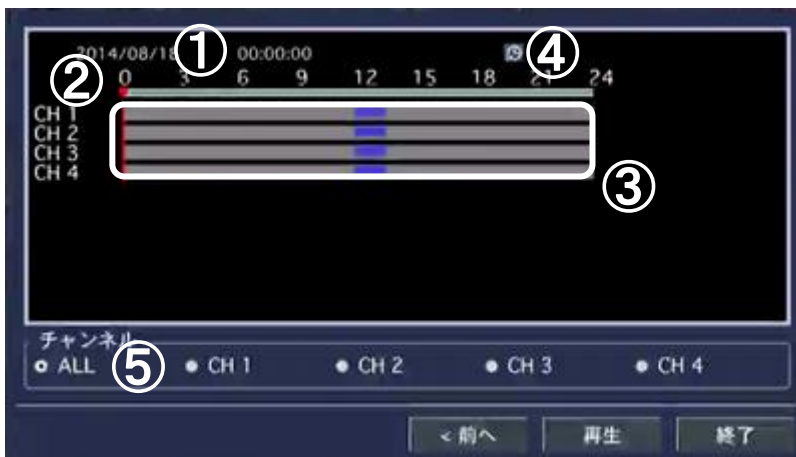 2014/08/18 ① 00:00:00 ④
② 0 3 6 9 12 15 18 21 24
CH 1
CH 2
CH 3
CH 4
③
チャンネル
ALL ⑤ CH 1 CH 2 CH 3 CH 4
<前へ 再生 終了